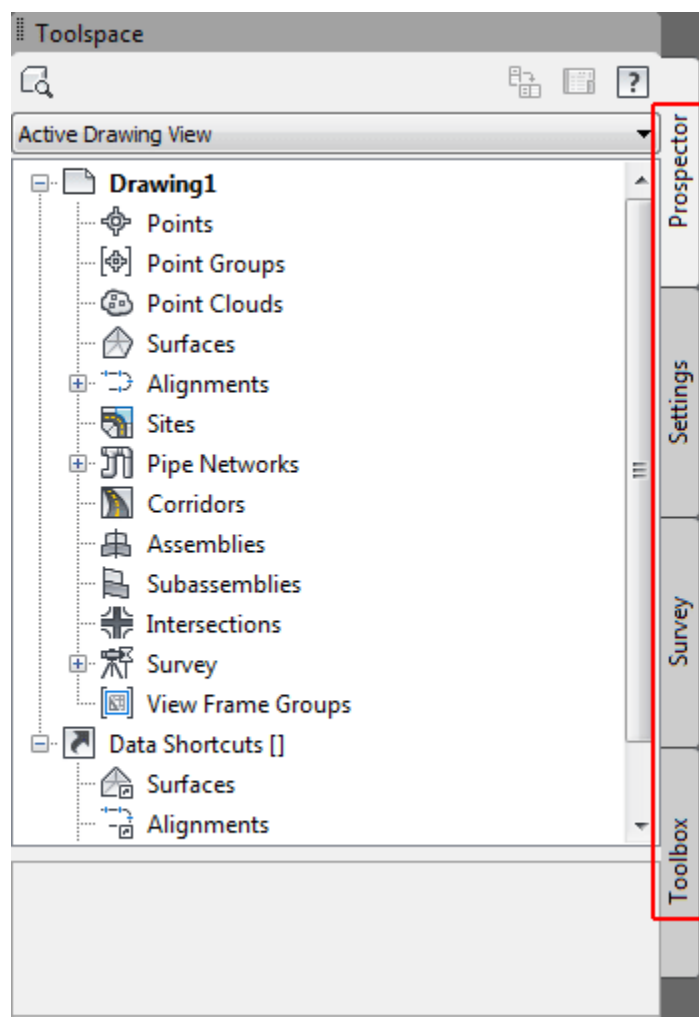 Toolspace
?
Active Drawing View
Drawing1
Points
Point Groups
Point Clouds
Surfaces
Alignments
Sites
Pipe Networks
Corridors
Assemblies
Subassemblies
Intersections
Survey
View Frame Groups
Data Shortcuts []
Surfaces
Alignments
Prospector
Settings
Survey
Toolbox